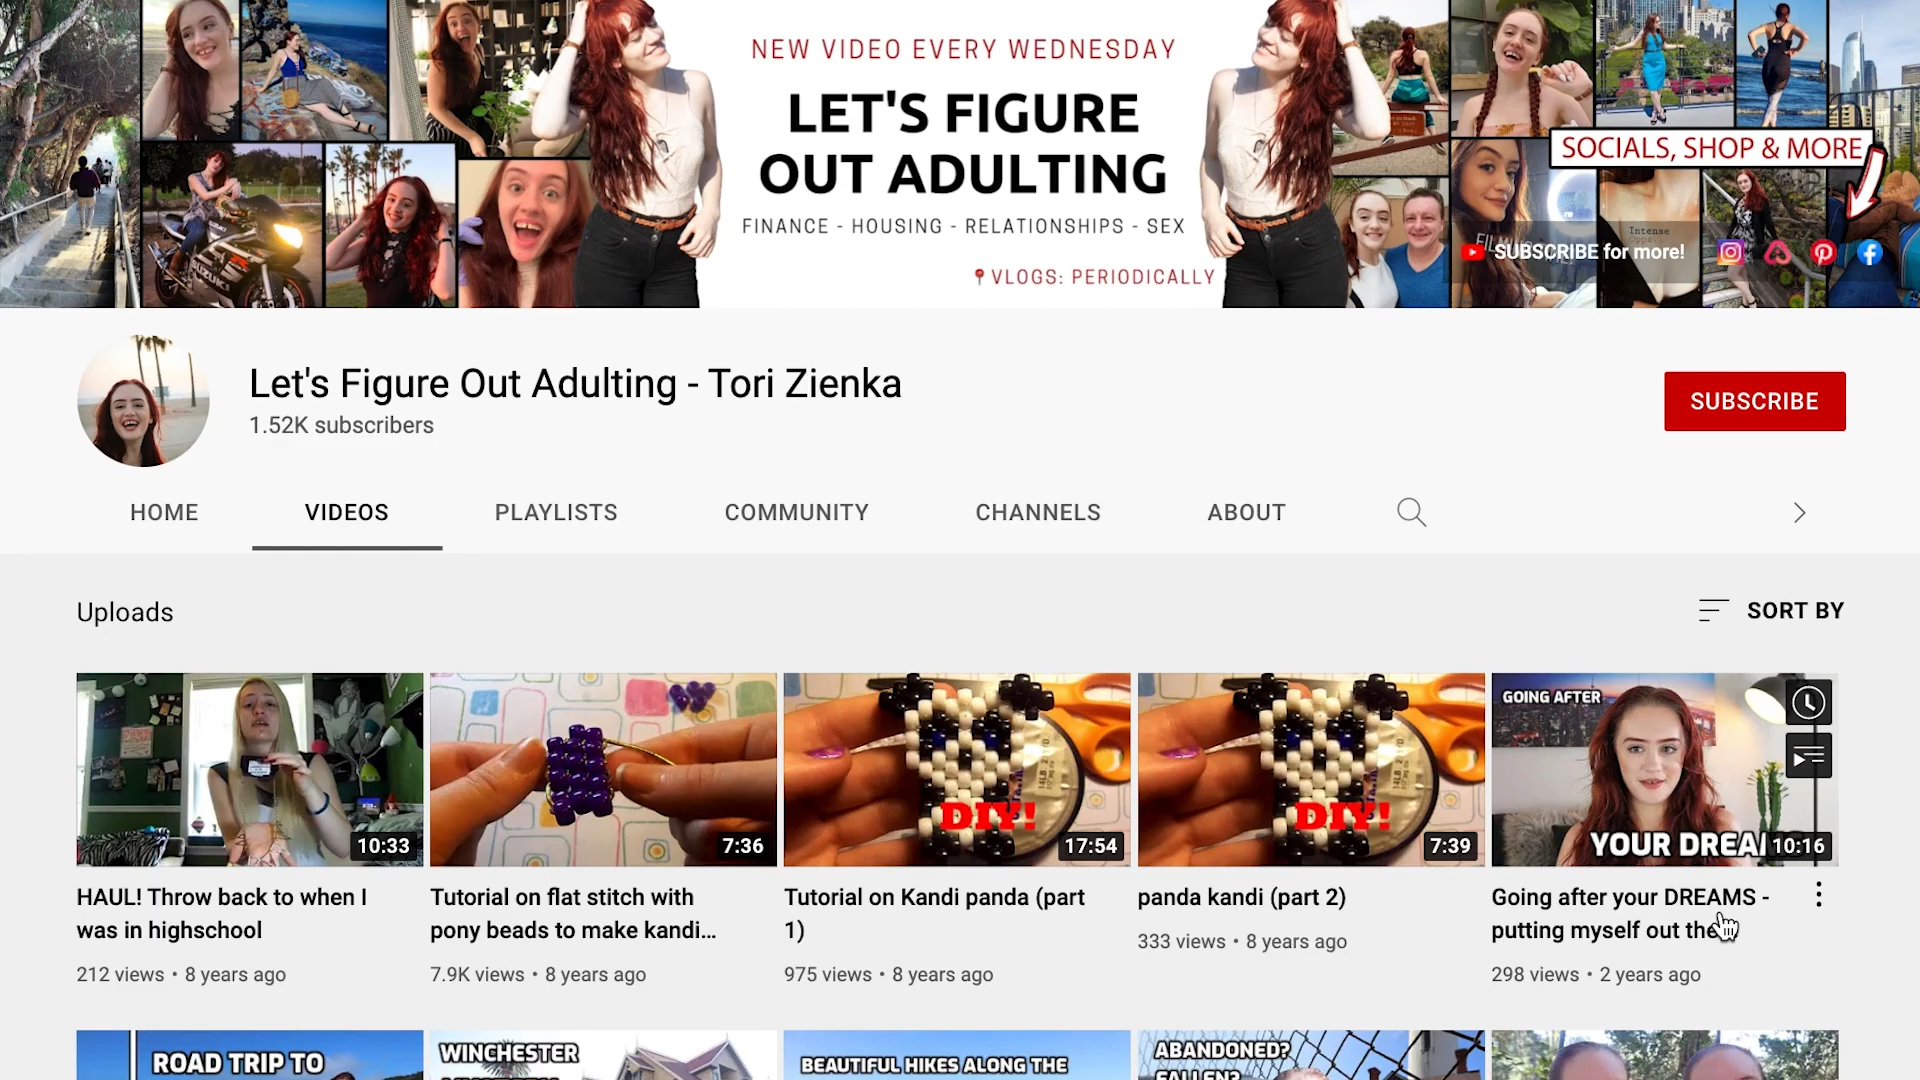 NEW VIDEO EVERY WEDNESDAY
LET'S FIGURE
OUT ADULTING
FINANCE - HOUSING - RELATIONSHIPS - SEX
VLOGS: PERIODICALLY
SOCIALS, SHOP & MORE
Intense
SUBSCRIBE for more!
SUZUKI
Let's Figure Out Adulting - Tori Zienka
1.52K subscribers
SUBSCRIBE
HOME
VIDEOS
PLAYLISTS
COMMUNITY
CHANNELS
ABOUT
Uploads
SORT BY
10:33
7:36
DIY!
17:54
DIY!
7:39
GOING AFTER
YOUR DREA
10:16
HAUL! Throw back to when I
was in highschool
212 views • 8 years ago
Tutorial on flat stitch with
pony beads to make kandi...
7.9K views • 8 years ago
Tutorial on Kandi panda (part
1)
975 views • 8 years ago
panda kandi (part 2)
333 views • 8 years ago
Going after your DREAMS -
putting myself out the
298 views • 2 years ago
ROAD TRIP TO
WINCHESTER
BEAUTIFUL HIKES ALONG THE
ABANDONED?
FALLEN?